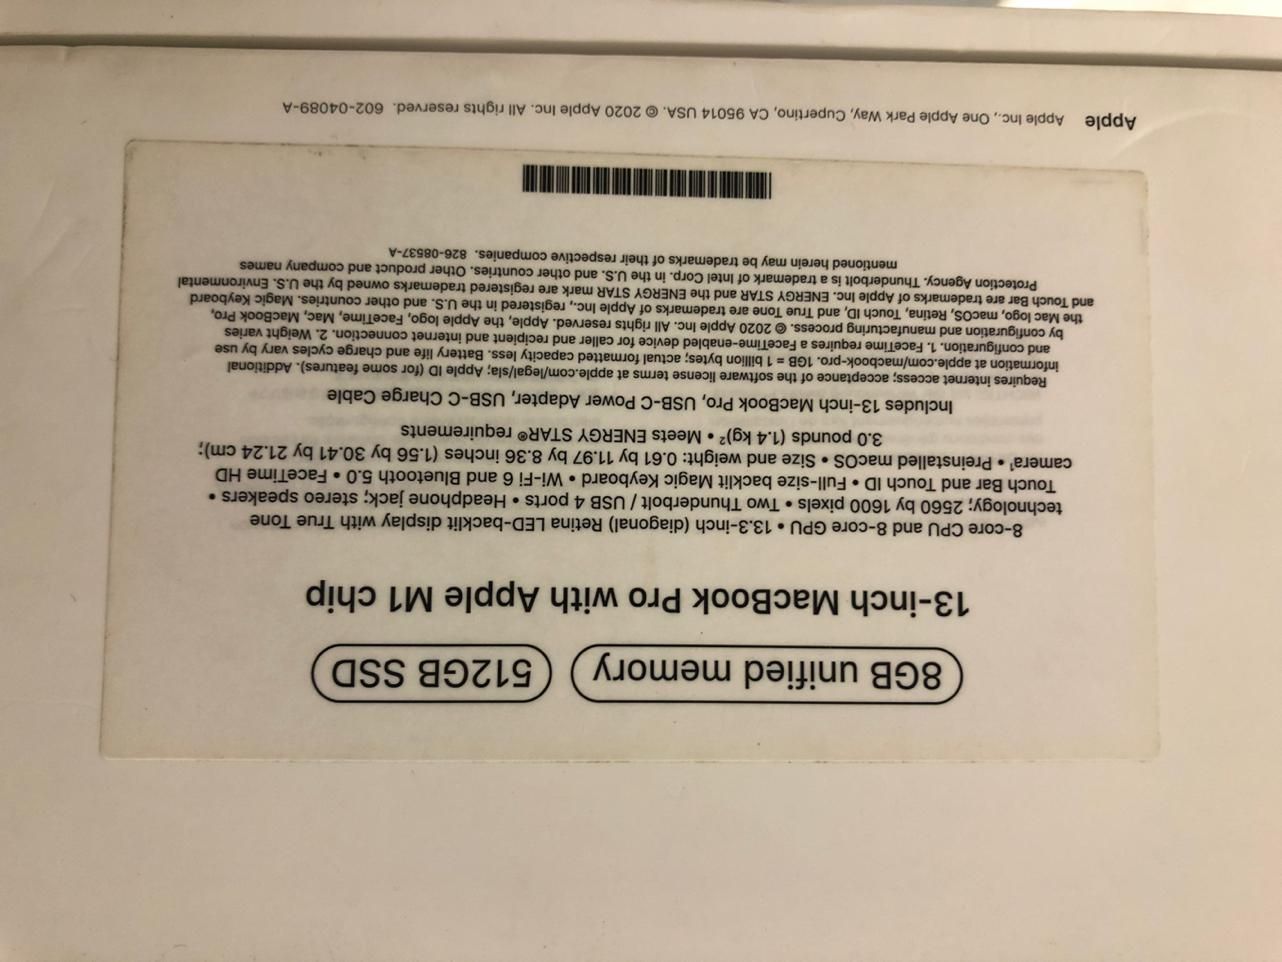 8GB unified memory 512GB SSD
13-inch MacBook Pro with Apple M1 chip
8-core CPU and 8-core GPU • 13.3-inch (diagonal) Retina LED-backlit display with True Tone
technology; 2560 by 1600 pixels • Two Thunderbolt / USB 4 ports • Headphone jack; stereo speakers •
Touch Bar and Touch ID • Full-size backlit Magic Keyboard • Wi-Fi 6 and Bluetooth 5.0 • FaceTime HD
camera¹ • Preinstalled macOS • Size and weight: 0.61 by 11.97 by 8.36 inches (1.56 by 30.41 by 21.24 cm);
3.0 pounds (1.4 kg)² • Meets ENERGY STAR® requirements
Includes 13-inch MacBook Pro, USB-C Power Adapter, USB-C Charge Cable
Requires internet access; acceptance of the software license terms at apple.com/legal/sla; Apple ID (for some features). Additional
information at apple.com/macbook-pro. 1GB = 1 billion bytes; actual formatted capacity less. Battery life and charge cycles vary by use
and configuration. 1. FaceTime requires a FaceTime-enabled device for caller and recipient and internet connection. 2. Weight varies
by configuration and manufacturing process. © 2020 Apple Inc. All rights reserved. Apple, the Apple logo, FaceTime, Mac, MacBook Pro,
the Mac logo, macOS, Retina, Touch ID, and True Tone are trademarks of Apple Inc., registered in the U.S. and other countries. Magic Keyboard
and Touch Bar are trademarks of Apple Inc. ENERGY STAR and the ENERGY STAR mark are registered trademarks owned by the U.S. Environmental
Protection Agency. Thunderbolt is a trademark of Intel Corp. in the U.S. and other countries. Other product and company names
mentioned herein may be trademarks of their respective companies. 826-08537-A
Apple Apple Inc., One Apple Park Way, Cupertino, CA 95014 USA. © 2020 Apple Inc. All rights reserved. 602-04089-A